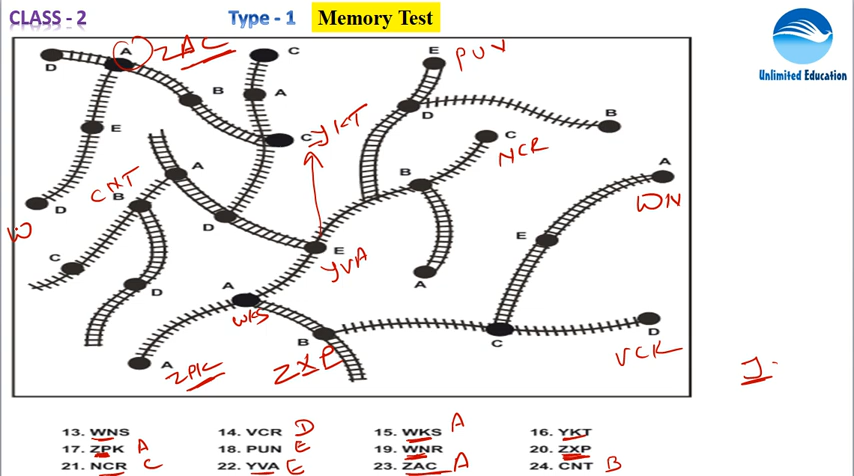 CLASS - 2 Type - 1 Memory Test
Unlimited Education
D A ZAC C E PUV
B A D B
E C YKT C NCR A
CNT A B WN
D B D E
W
C E YVA A
D A
WKS B C D
A ZPK ZXP VCK
13. WNS 14. VCR D 15. WKS A 16. YKT
17. ZPK A 18. PUN E 19. WNR 20. ZXP
21. NCR C 22. YVA E 23. ZAC A 24. CNT B